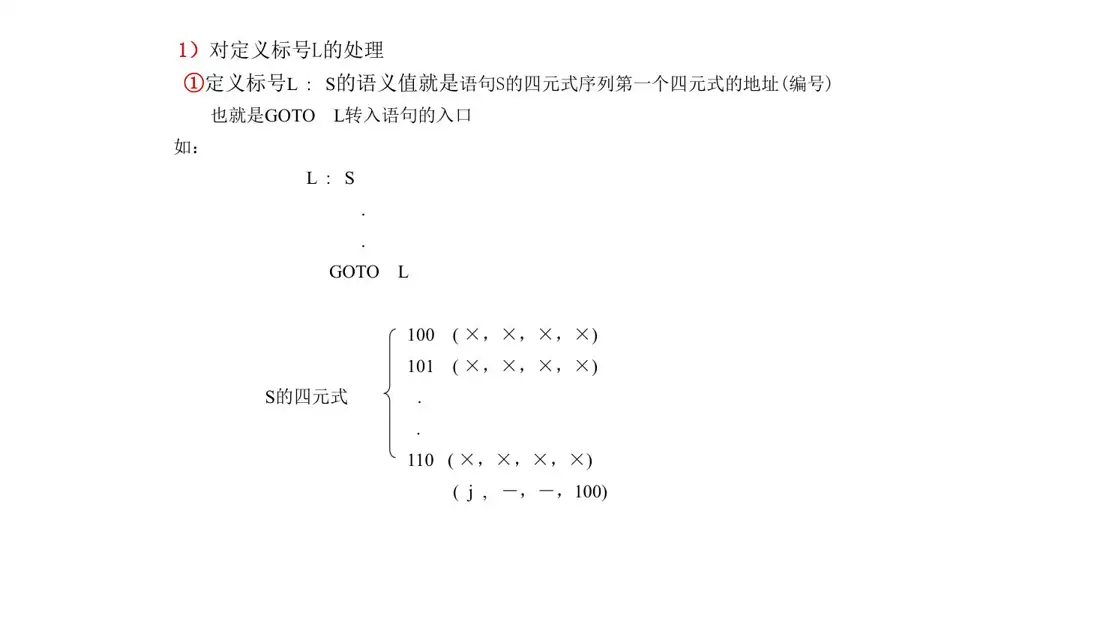 1）对定义标号L的处理
①定义标号L : S的语义值就是语句S的四元式序列第一个四元式的地址(编号)
也就是GOTO L转入语句的入口
如：
L : S
.
.
GOTO L
100 ( ×，×，×，×)
101 ( ×，×，×，×)
S的四元式 .
.
110 ( ×，×，×，×)
( j , －，－，100)